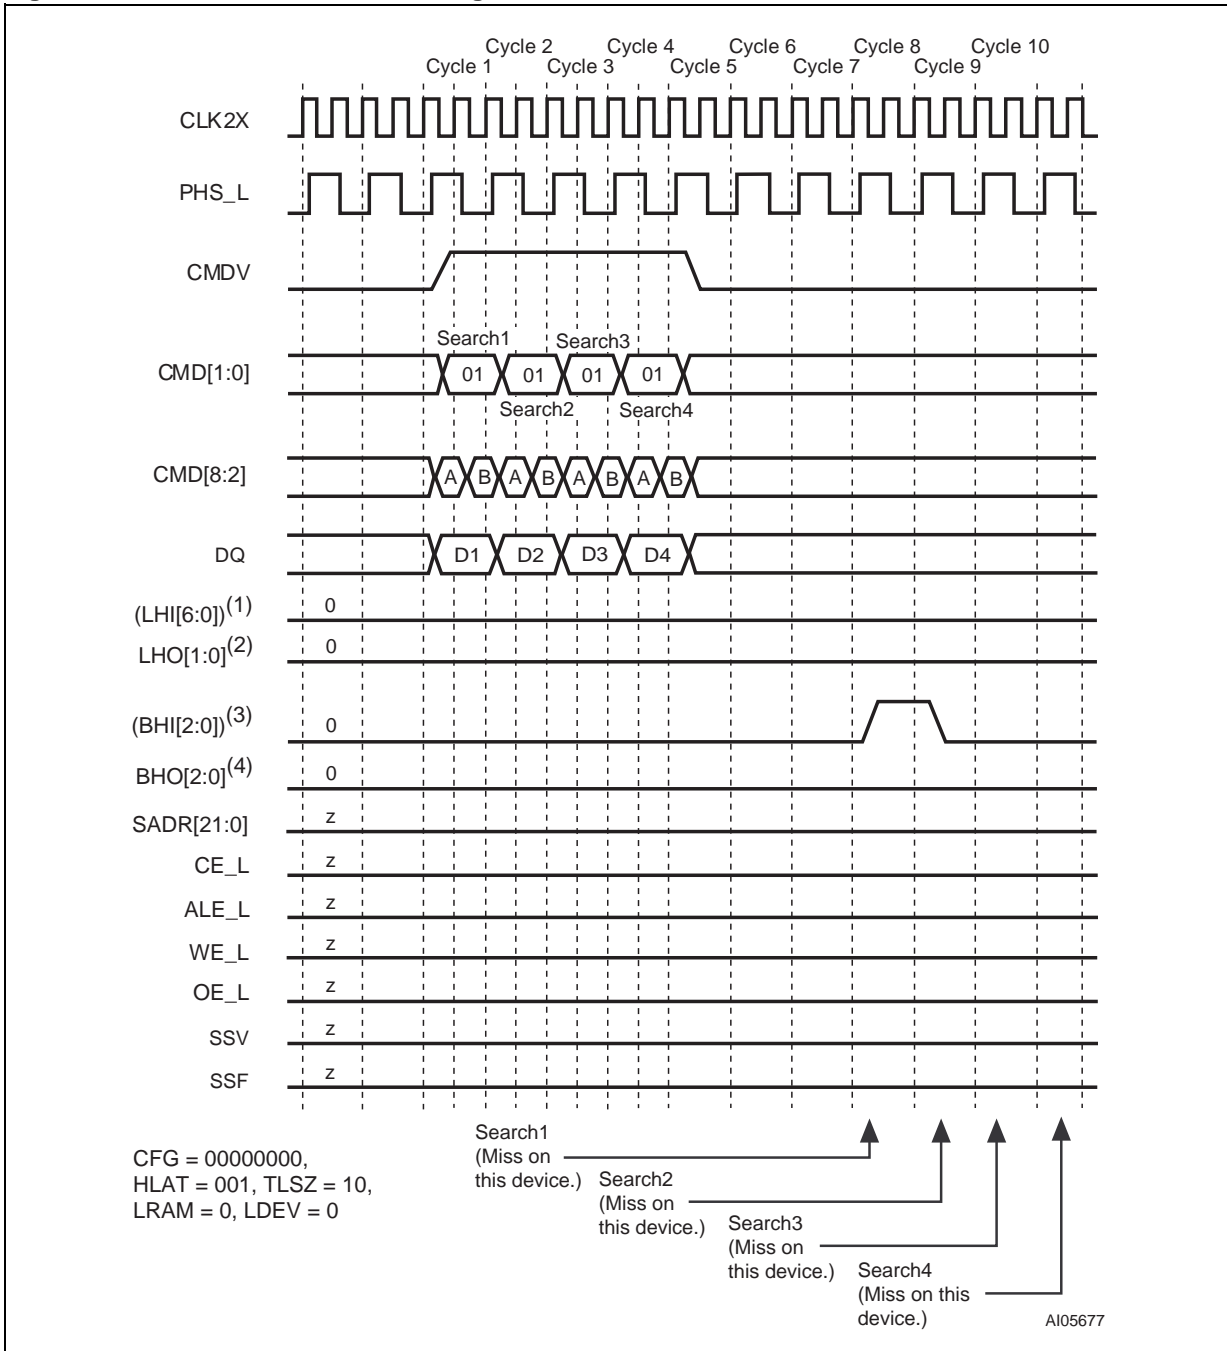 Cycle 2 Cycle 4 Cycle 6 Cycle 8 Cycle 10
Cycle 1 Cycle 3 Cycle 5 Cycle 7 Cycle 9
CLK2X
PHS_L
CMDV
Search1 Search3
CMD[1:0] 01 01 01 01
Search2 Search4
CMD[8:2] A B A B A B A B
DQ D1 D2 D3 D4
(LHI[6:0])(1) 0
LHO[1:0](2) 0
(BHI[2:0])(3) 0
BHO[2:0](4) 0
SADR[21:0] z
CE_L z
ALE_L z
WE_L z
OE_L z
SSV z
SSF z
CFG = 00000000,
HLAT = 001, TLSZ = 10,
LRAM = 0, LDEV = 0
Search1
(Miss on
this device.)
Search2
(Miss on
this device.)
Search3
(Miss on
this device.)
Search4
(Miss on this
device.)
AI05677